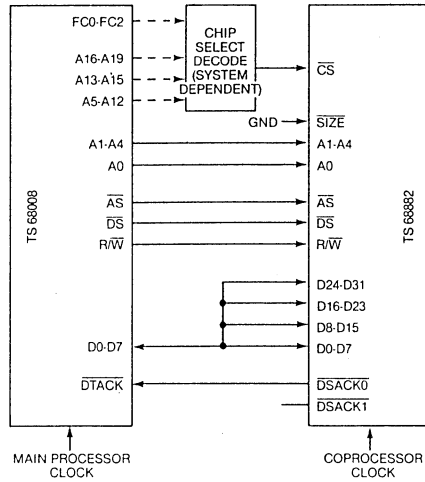 FC0-FC2
A16-A19
A13-A15
A5-A12
CHIP
SELECT
DECODE
(SYSTEM
DEPENDENT)
CS
GND
SIZE
A1-A4
A1-A4
A0
A0
TS 68008
TS 68882
AS
AS
DS
DS
R/W
R/W
D24-D31
D16-D23
D8-D15
D0-D7
D0-D7
DTACK
DSACK0
DSACK1
MAIN PROCESSOR
CLOCK
COPROCESSOR
CLOCK